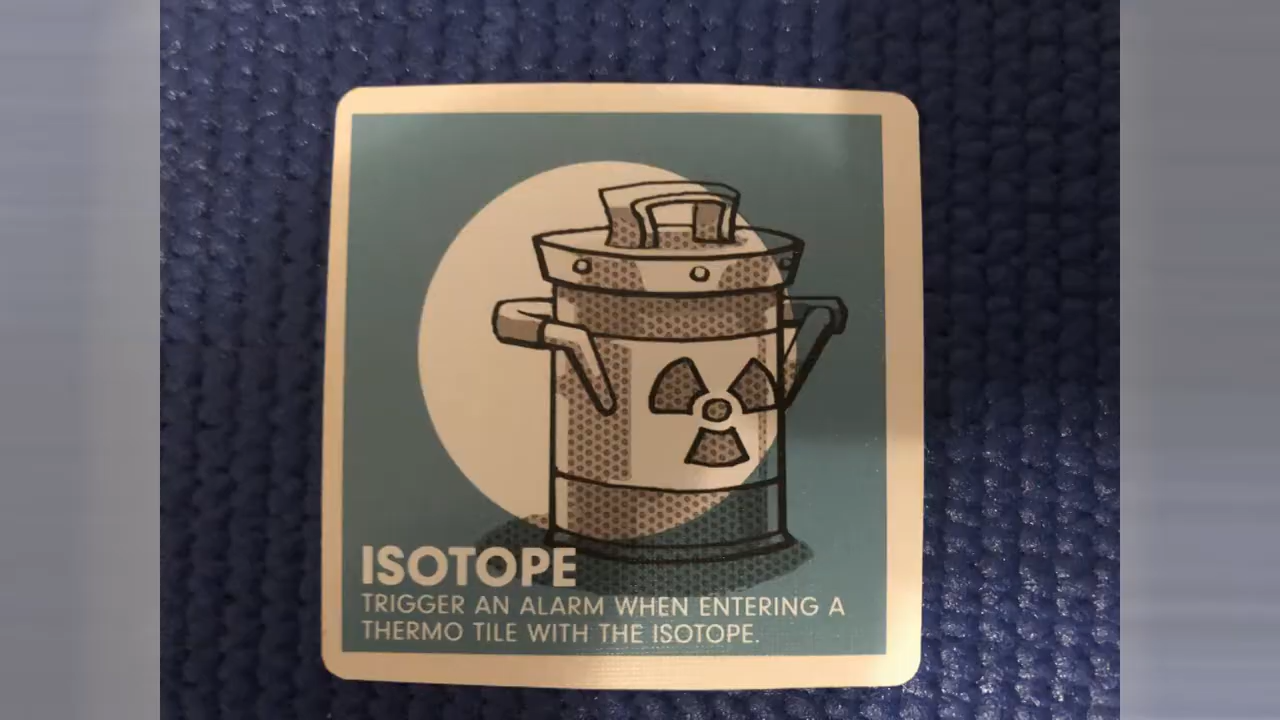 ISOTOPE
TRIGGER AN ALARM WHEN ENTERING A
THERMO TILE WITH THE ISOTOPE.